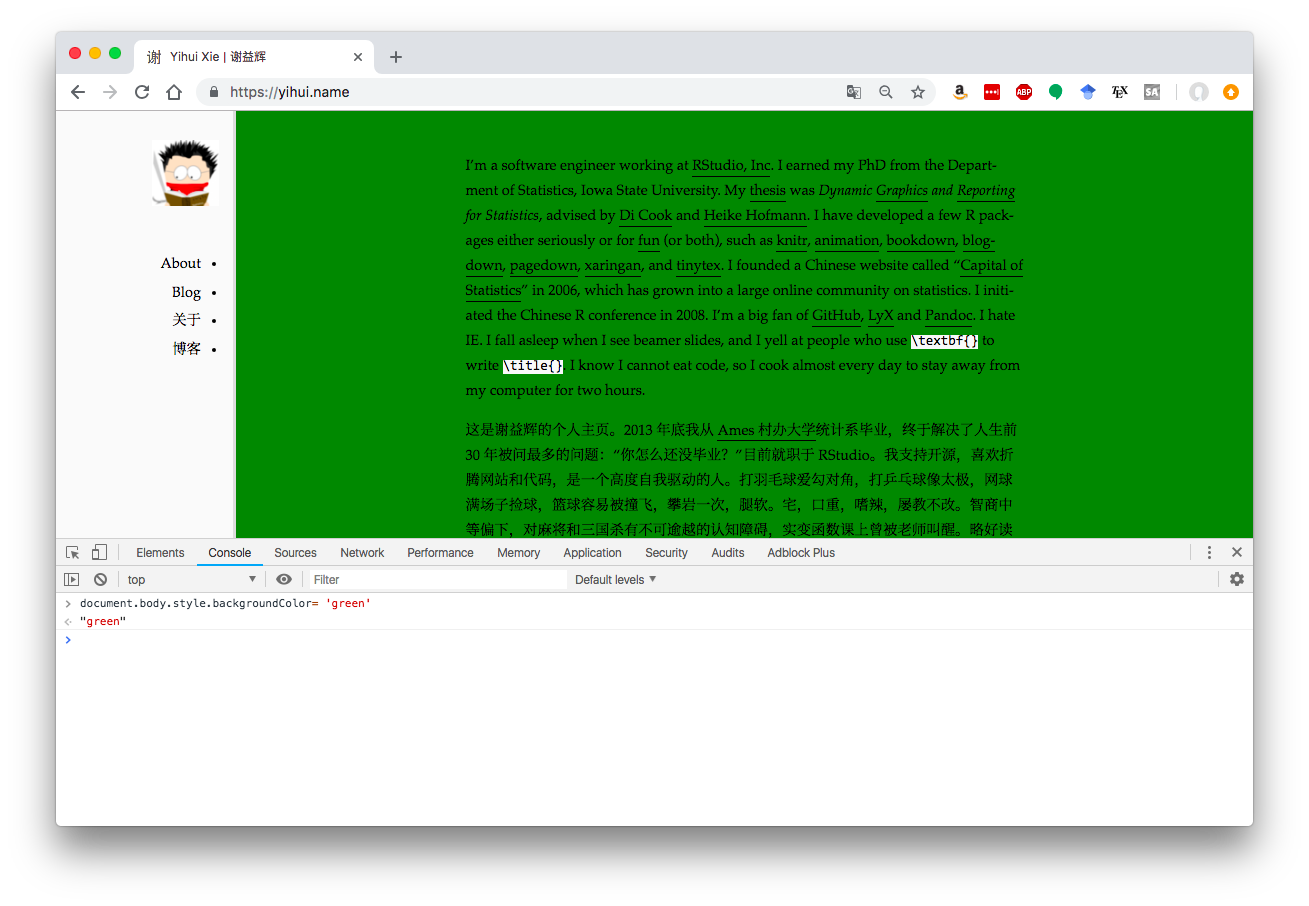 谢 Yihui Xie | 谢益辉
https://yihui.name
a
ABP
TEX
SA
About
Blog
关于
博客
I'm a software engineer working at RStudio, Inc. I earned my PhD from the Depart-
ment of Statistics, Iowa State University. My thesis was Dynamic Graphics and Reporting
for Statistics, advised by Di Cook and Heike Hofmann. I have developed a few R pack-
ages either seriously or for fun (or both), such as knitr, animation, bookdown, blog-
down, pagedown, xaringan, and tinytex. I founded a Chinese website called “Capital of
Statistics” in 2006, which has grown into a large online community on statistics. I initi-
ated the Chinese R conference in 2008. I'm a big fan of GitHub, LyX and Pandoc. I hate
IE. I fall asleep when I see beamer slides, and I yell at people who use \textbf{} to
write \title{}. I know I cannot eat code, so I cook almost every day to stay away from
my computer for two hours.
这是谢益辉的个人主页。2013 年底我从 Ames 村办大学统计系毕业，终于解决了人生前
30 年被问最多的问题：“你怎么还没毕业？”目前就职于 RStudio。我支持开源，喜欢折
腾网站和代码，是一个高度自我驱动的人。打羽毛球爱勾对角，打乒乓球像太极，网球
满场子捡球，篮球容易被撞飞，攀岩一次，腿软。宅，口重，嗜辣，屡教不改。智商中
等偏下，对麻将和三国杀有不可逾越的认知障碍，实变函数课上曾被老师叫醒。略好读
Elements Console Sources Network Performance Memory Application Security Audits Adblock Plus
top Filter Default levels
document.body.style.backgroundColor= 'green'
"green"